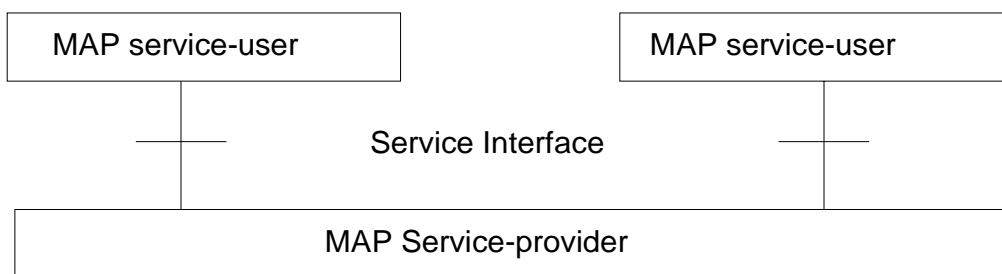 MAP service-user
MAP service-user
Service Interface
MAP Service-provider